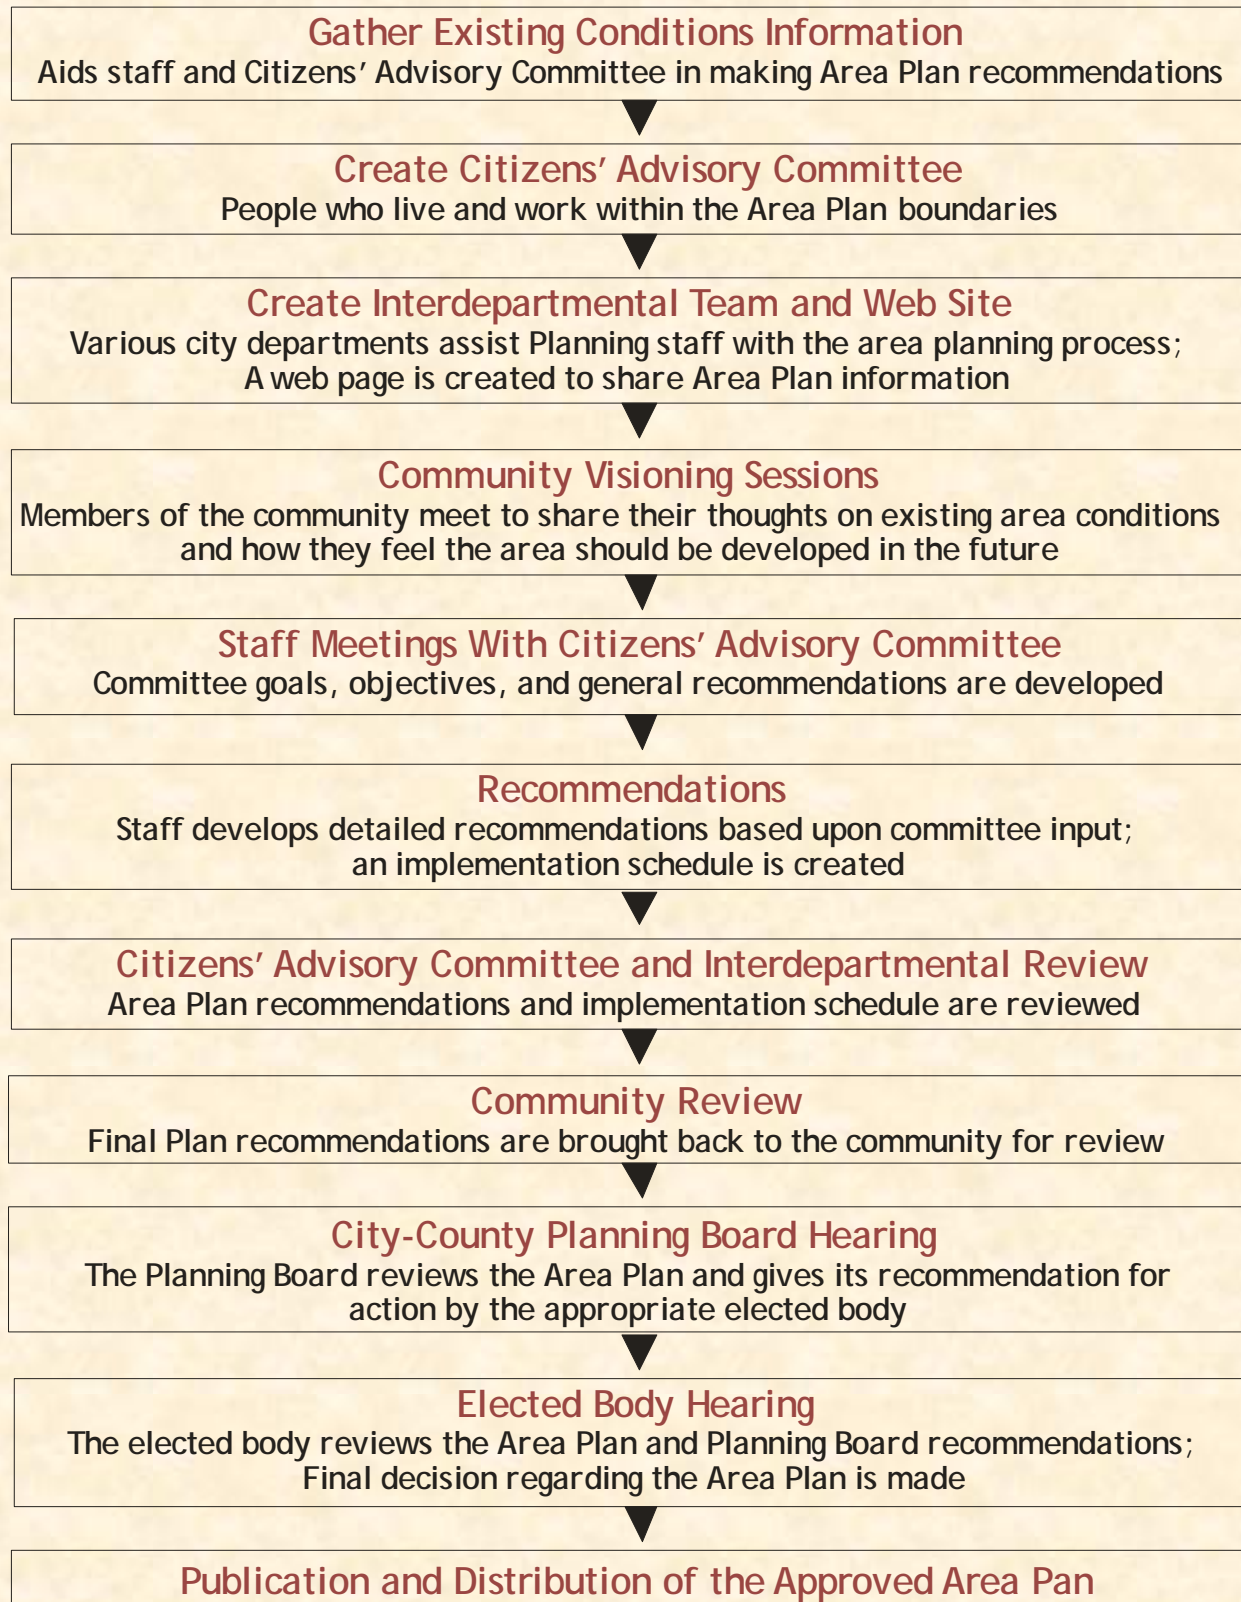 Gather Existing Conditions Information
Aids staff and Citizens' Advisory Committee in making Area Plan recommendations
Create Citizens' Advisory Committee
People who live and work within the Area Plan boundaries
Create Interdepartmental Team and Web Site
Various city departments assist Planning staff with the area planning process;
A web page is created to share Area Plan information
Community Visioning Sessions
Members of the community meet to share their thoughts on existing area conditions
and how they feel the area should be developed in the future
Staff Meetings With Citizens' Advisory Committee
Committee goals, objectives, and general recommendations are developed
Recommendations
Staff develops detailed recommendations based upon committee input;
an implementation schedule is created
Citizens' Advisory Committee and Interdepartmental Review
Area Plan recommendations and implementation schedule are reviewed
Community Review
Final Plan recommendations are brought back to the community for review
City-County Planning Board Hearing
The Planning Board reviews the Area Plan and gives its recommendation for
action by the appropriate elected body
Elected Body Hearing
The elected body reviews the Area Plan and Planning Board recommendations;
Final decision regarding the Area Plan is made
Publication and Distribution of the Approved Area Pan